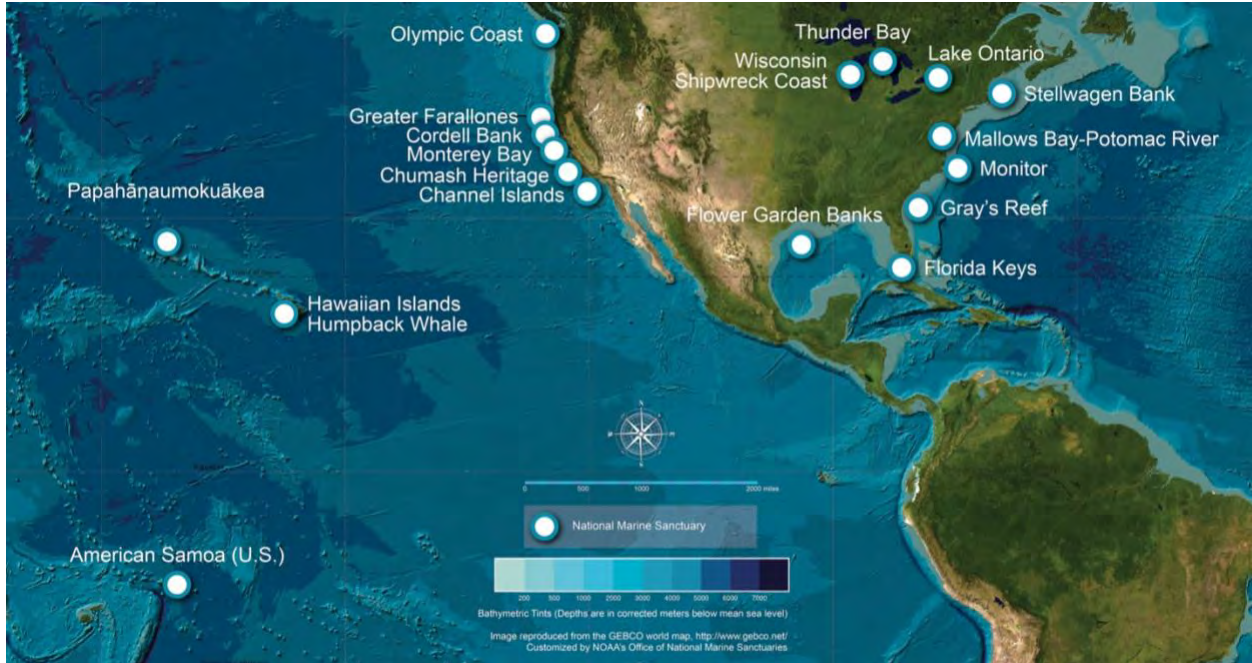 Olympic Coast
Thunder Bay
Wisconsin
Shipwreck Coast
Lake Ontario
Stellwagen Bank
Greater Farallones
Cordell Bank
Monterey Bay
Chumash Heritage
Channel Islands
Mallows Bay-Potomac River
Monitor
Papahānaumokuākea
Flower Garden Banks
Gray's Reef
Florida Keys
Hawaiian Islands
Humpback Whale
0 500 1000 2000 miles
National Marine Sanctuary
American Samoa (U.S.)
200 500 1000 2000 3000 4000 5000 6000 7000
Bathymetric Tints (Depths are in corrected meters below mean sea level)
Image reproduced from the GEBCO world map, http://www.gebco.net/
Customized by NOAA's Office of National Marine Sanctuaries